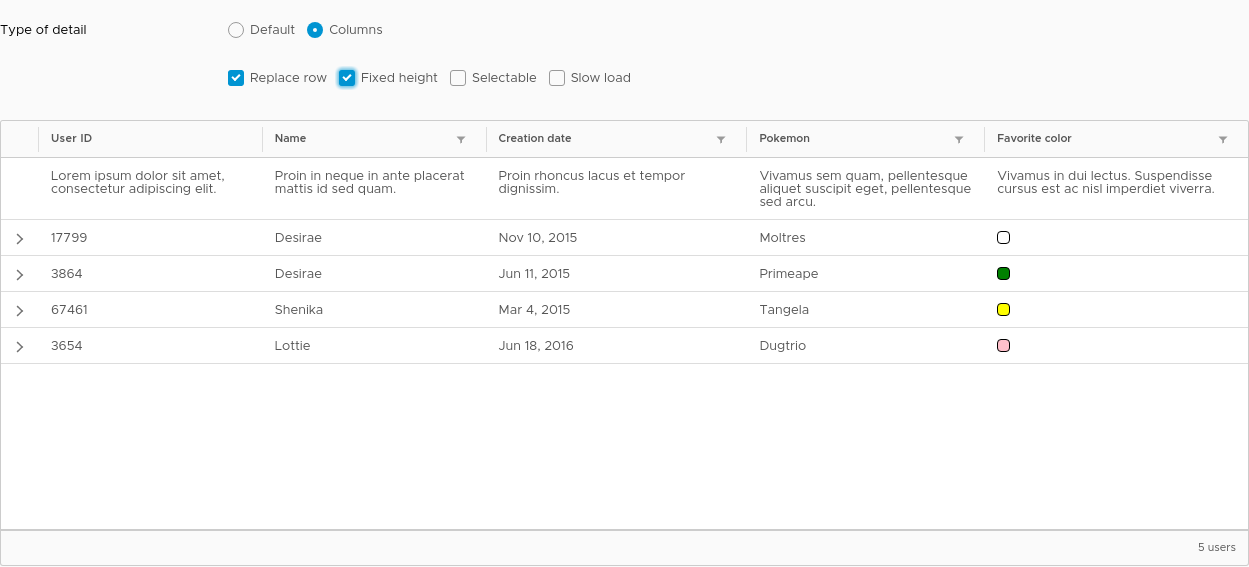 Type of detail Default Columns
Replace row Fixed height Selectable Slow load
User ID Name Creation date Pokemon Favorite color
Lorem ipsum dolor sit amet, Proin in neque in ante placerat Proin rhoncus lacus et tempor Vivamus sem quam, pellentesque Vivamus in dui lectus. Suspendisse
consectetur adipiscing elit. mattis id sed quam. dignissim. aliquet suscipit eget, pellentesque cursus est ac nisl imperdiet viverra.
sed arcu.
17799 Desirae Nov 10, 2015 Moltres
3864 Desirae Jun 11, 2015 Primeape
67461 Shenika Mar 4, 2015 Tangela
3654 Lottie Jun 18, 2016 Dugtrio
5 users